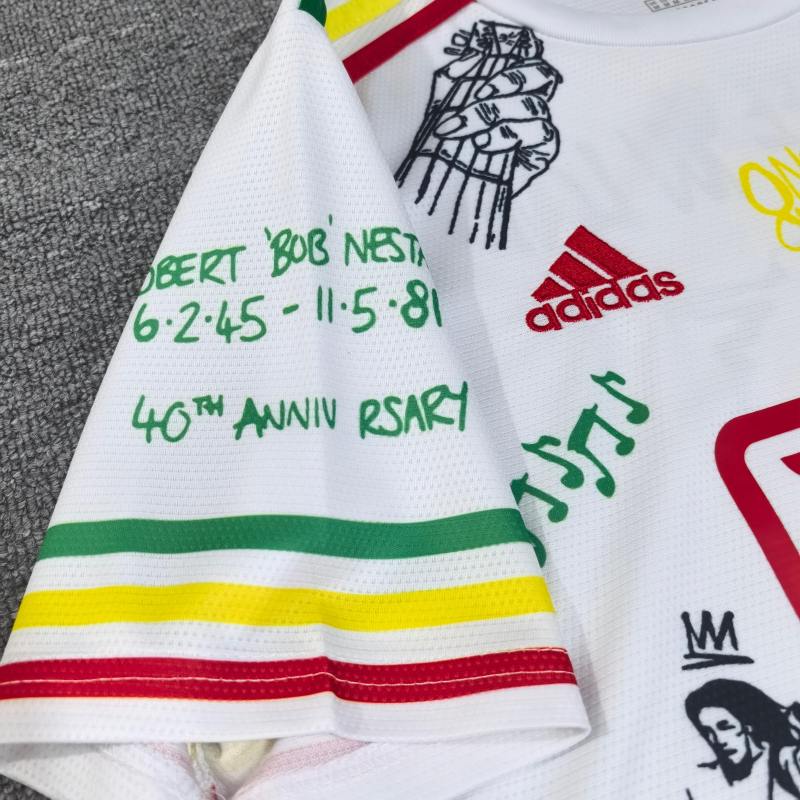 OBERT 'BOB' NESTA
6·2·45 - 11·5·81
40TH ANNIV RSARY
adidas